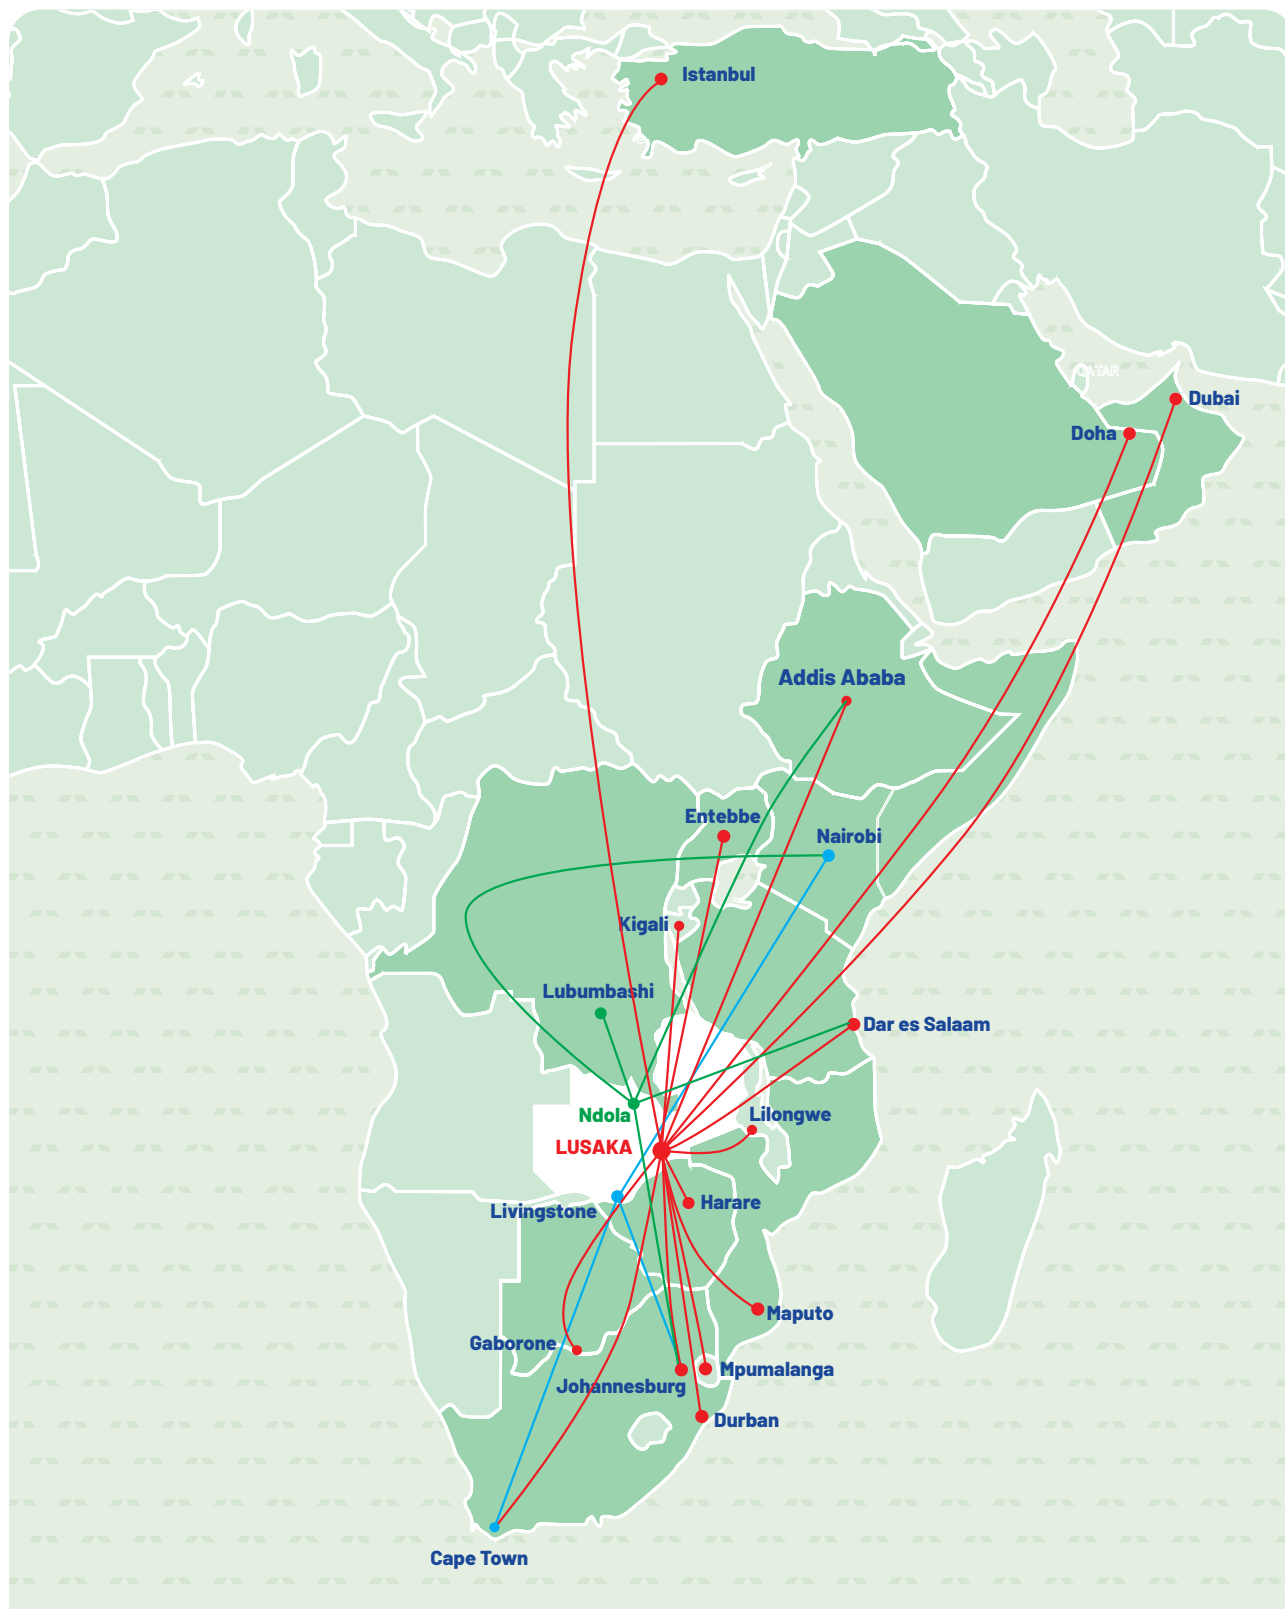 Istanbul
QATAR
Dubai
Doha
Addis Ababa
Entebbe
Nairobi
Kigali
Lubumbashi
Dar es Salaam
Ndola
Lilongwe
LUSAKA
Harare
Livingstone
Maputo
Gaborone
Mpumalanga
Johannesburg
Durban
Cape Town